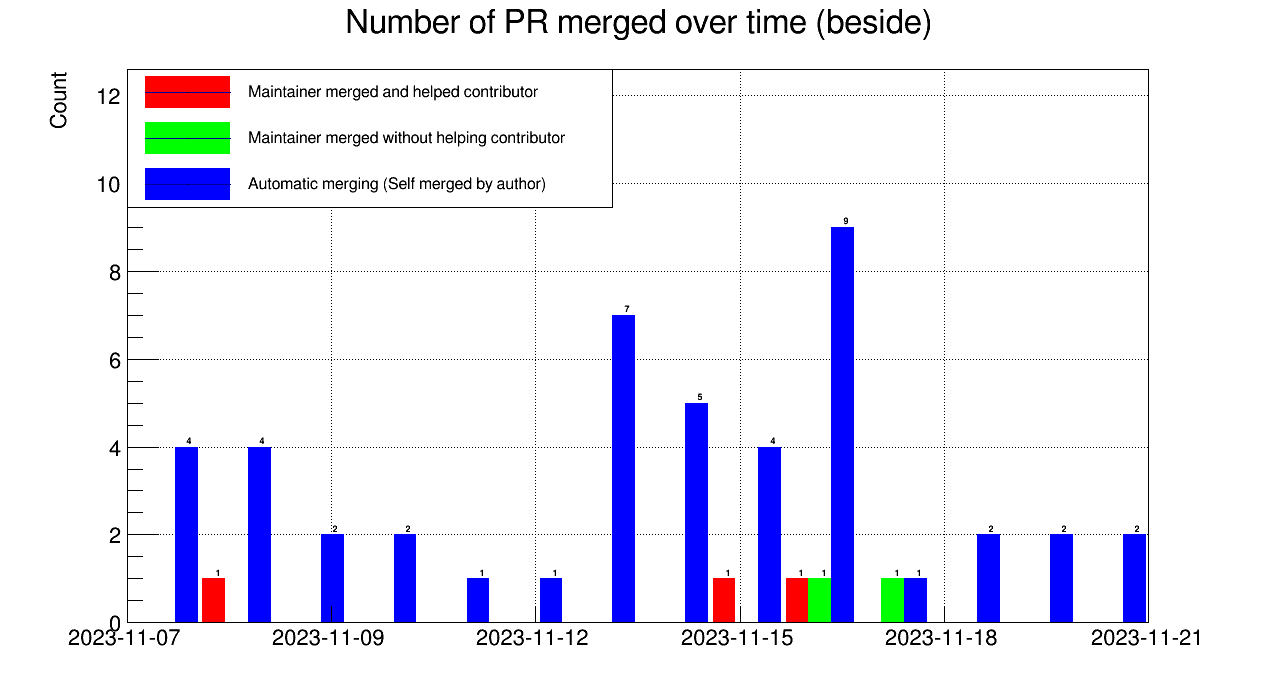 Number of PR merged over time (beside)
Count
Maintainer merged and helped contributor
Maintainer merged without helping contributor
Automatic merging (Self merged by author)
12
10
8
6
4
2
0
4 1 4 2 2 1 1 7 5 1 4 1 1 9 1 1 2 2 2
2023-11-07 2023-11-09 2023-11-12 2023-11-15 2023-11-18 2023-11-21